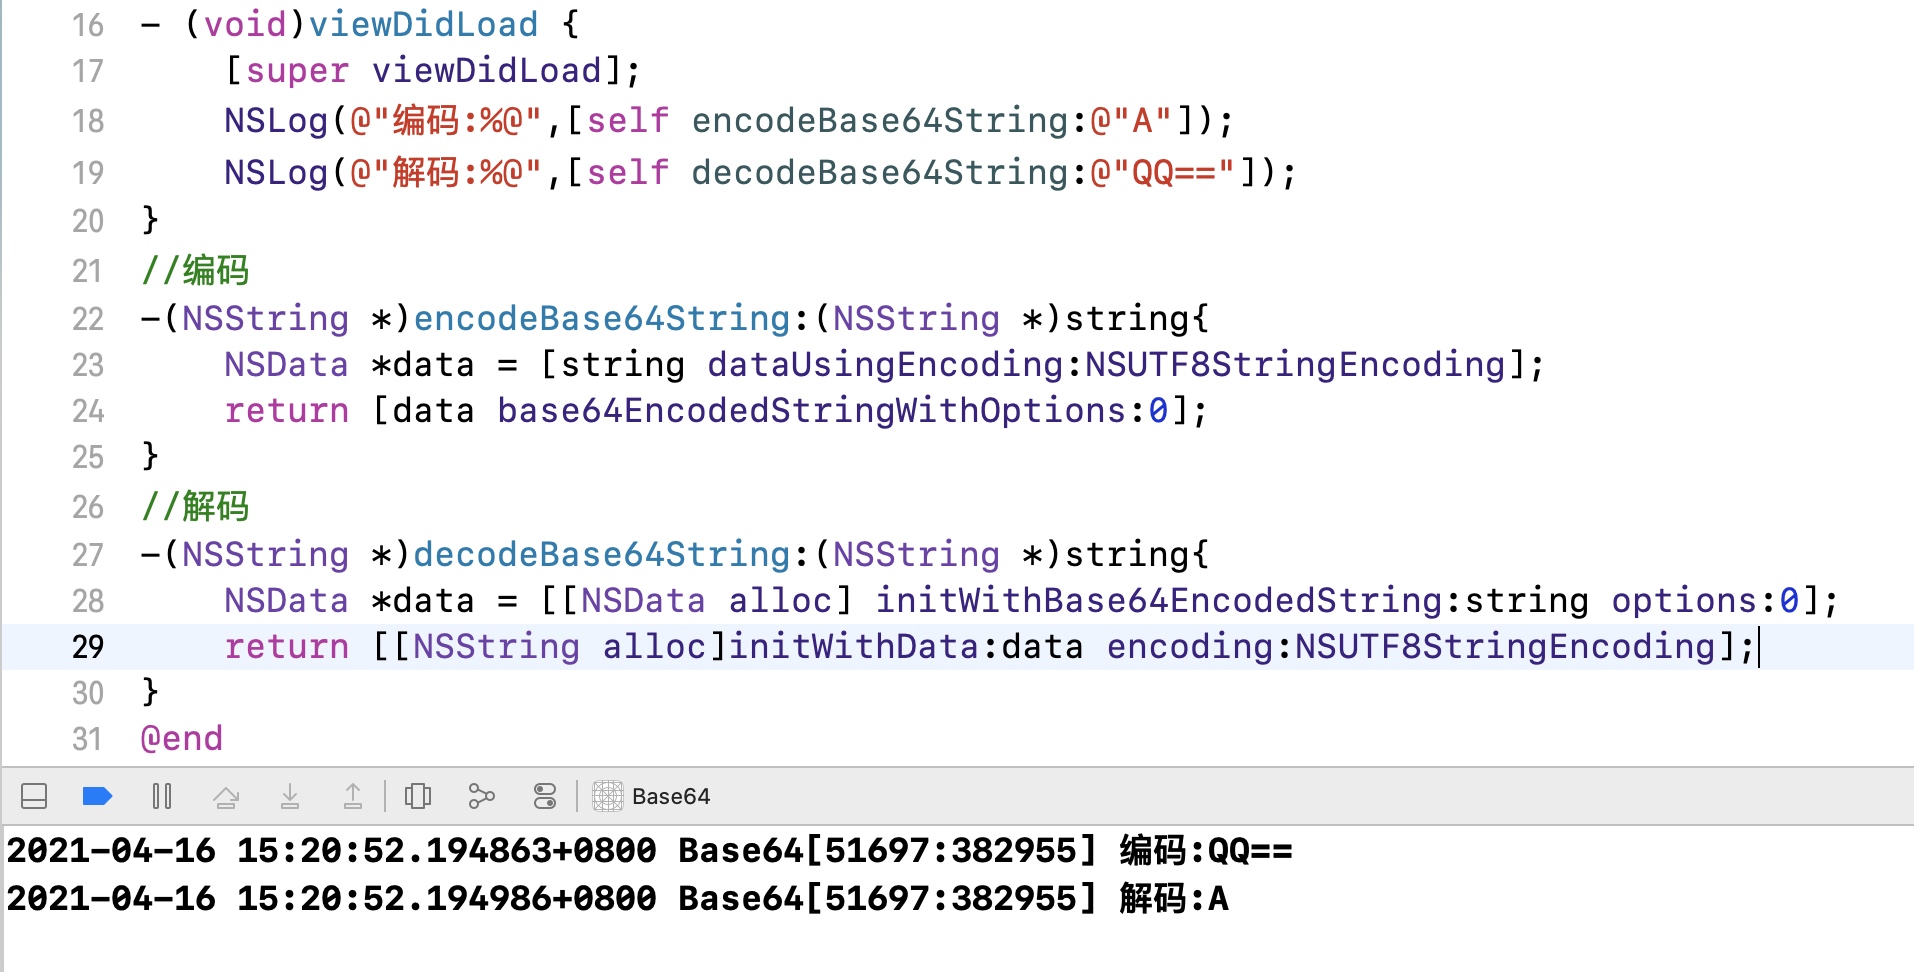 16 - (void)viewDidLoad {
17     [super viewDidLoad];
18     NSLog(@"编码:%@",[self encodeBase64String:@"A"]);
19     NSLog(@"解码:%@",[self decodeBase64String:@"QQ=="]);
20 }
21 //编码
22 -(NSString *)encodeBase64String:(NSString *)string{
23     NSData *data = [string dataUsingEncoding:NSUTF8StringEncoding];
24     return [data base64EncodedStringWithOptions:0];
25 }
26 //解码
27 -(NSString *)decodeBase64String:(NSString *)string{
28     NSData *data = [[NSData alloc] initWithBase64EncodedString:string options:0];
29     return [[NSString alloc]initWithData:data encoding:NSUTF8StringEncoding];
30 }
31 @end
Base64
2021-04-16 15:20:52.194863+0800 Base64[51697:382955] 编码:QQ==
2021-04-16 15:20:52.194986+0800 Base64[51697:382955] 解码:A